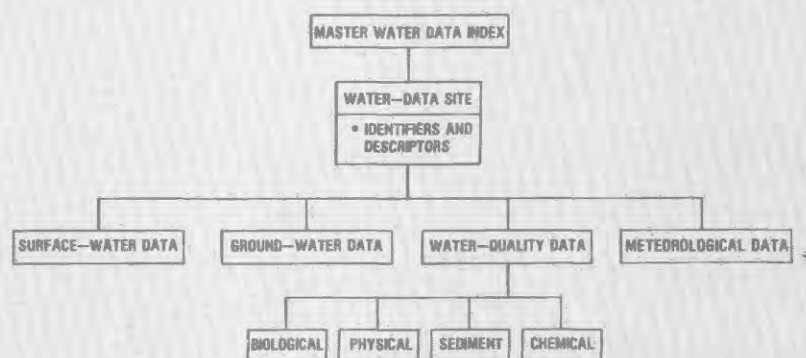 MASTER WATER DATA INDEX
WATER—DATA SITE
• IDENTIFIERS AND
DESCRIPTORS
SURFACE—WATER DATA
GROUND—WATER DATA
WATER—QUALITY DATA
METEOROLOGICAL DATA
BIOLOGICAL
PHYSICAL
SEDIMENT
CHEMICAL